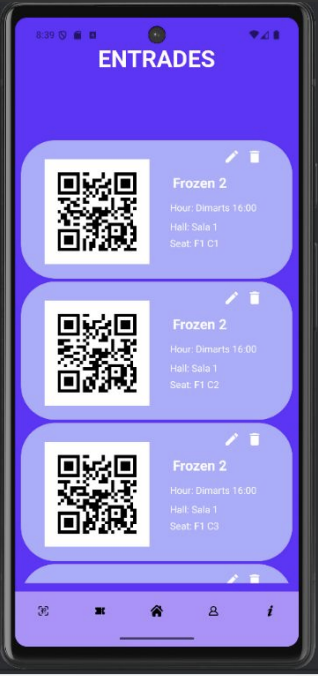 8:39
ENTRADES
Frozen 2
Hour: Dimarts 16:00
Hall: Sala 1
Seat: F1 C1
Frozen 2
Hour: Dimarts 16:00
Hall: Sala 1
Seat: F1 C2
Frozen 2
Hour: Dimarts 16:00
Hall: Sala 1
Seat: F1 C3